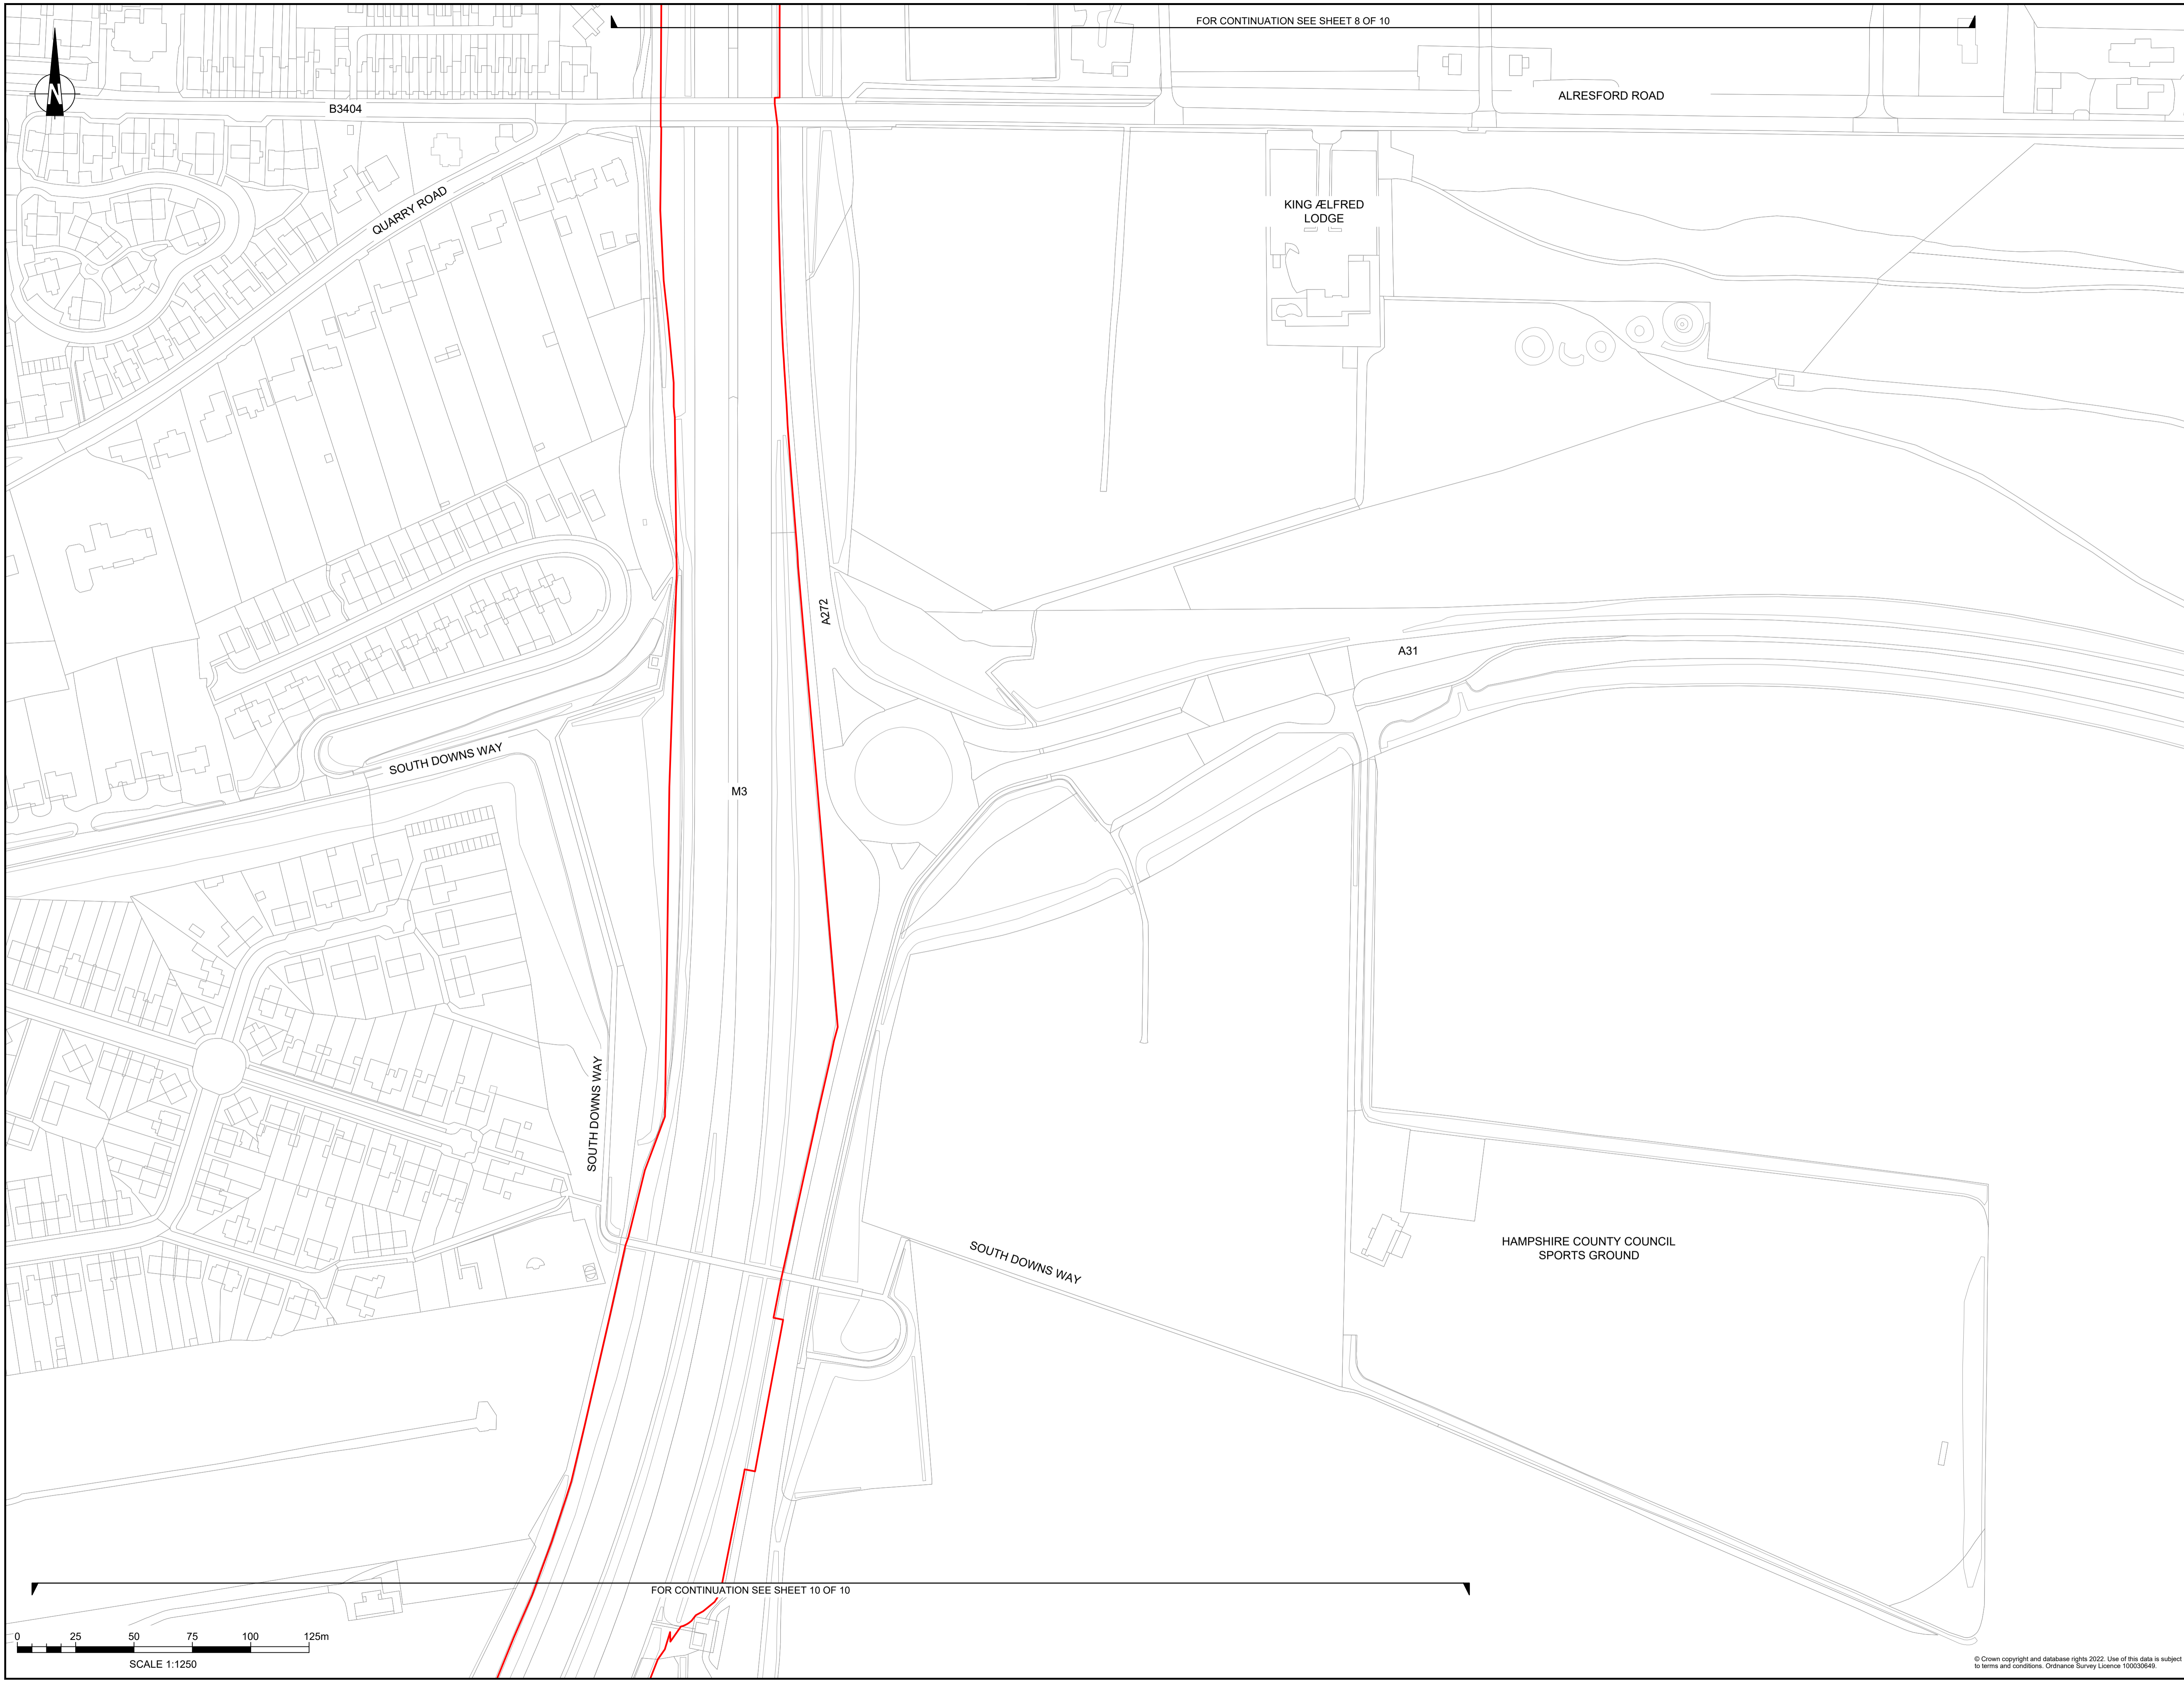 FOR CONTINUATION SEE SHEET 8 OF 10
N
B3404
ALRESFORD ROAD
QUARRY ROAD
KING ÆLFRED
LODGE
A272
A31
SOUTH DOWNS WAY
M3
SOUTH DOWNS WAY
SOUTH DOWNS WAY
HAMPSHIRE COUNTY COUNCIL
SPORTS GROUND
FOR CONTINUATION SEE SHEET 10 OF 10
0 25 50 75 100 125m
SCALE 1:1250
© Crown copyright and database rights 2022. Use of this data is subject
to terms and conditions. Ordnance Survey Licence 100030649.